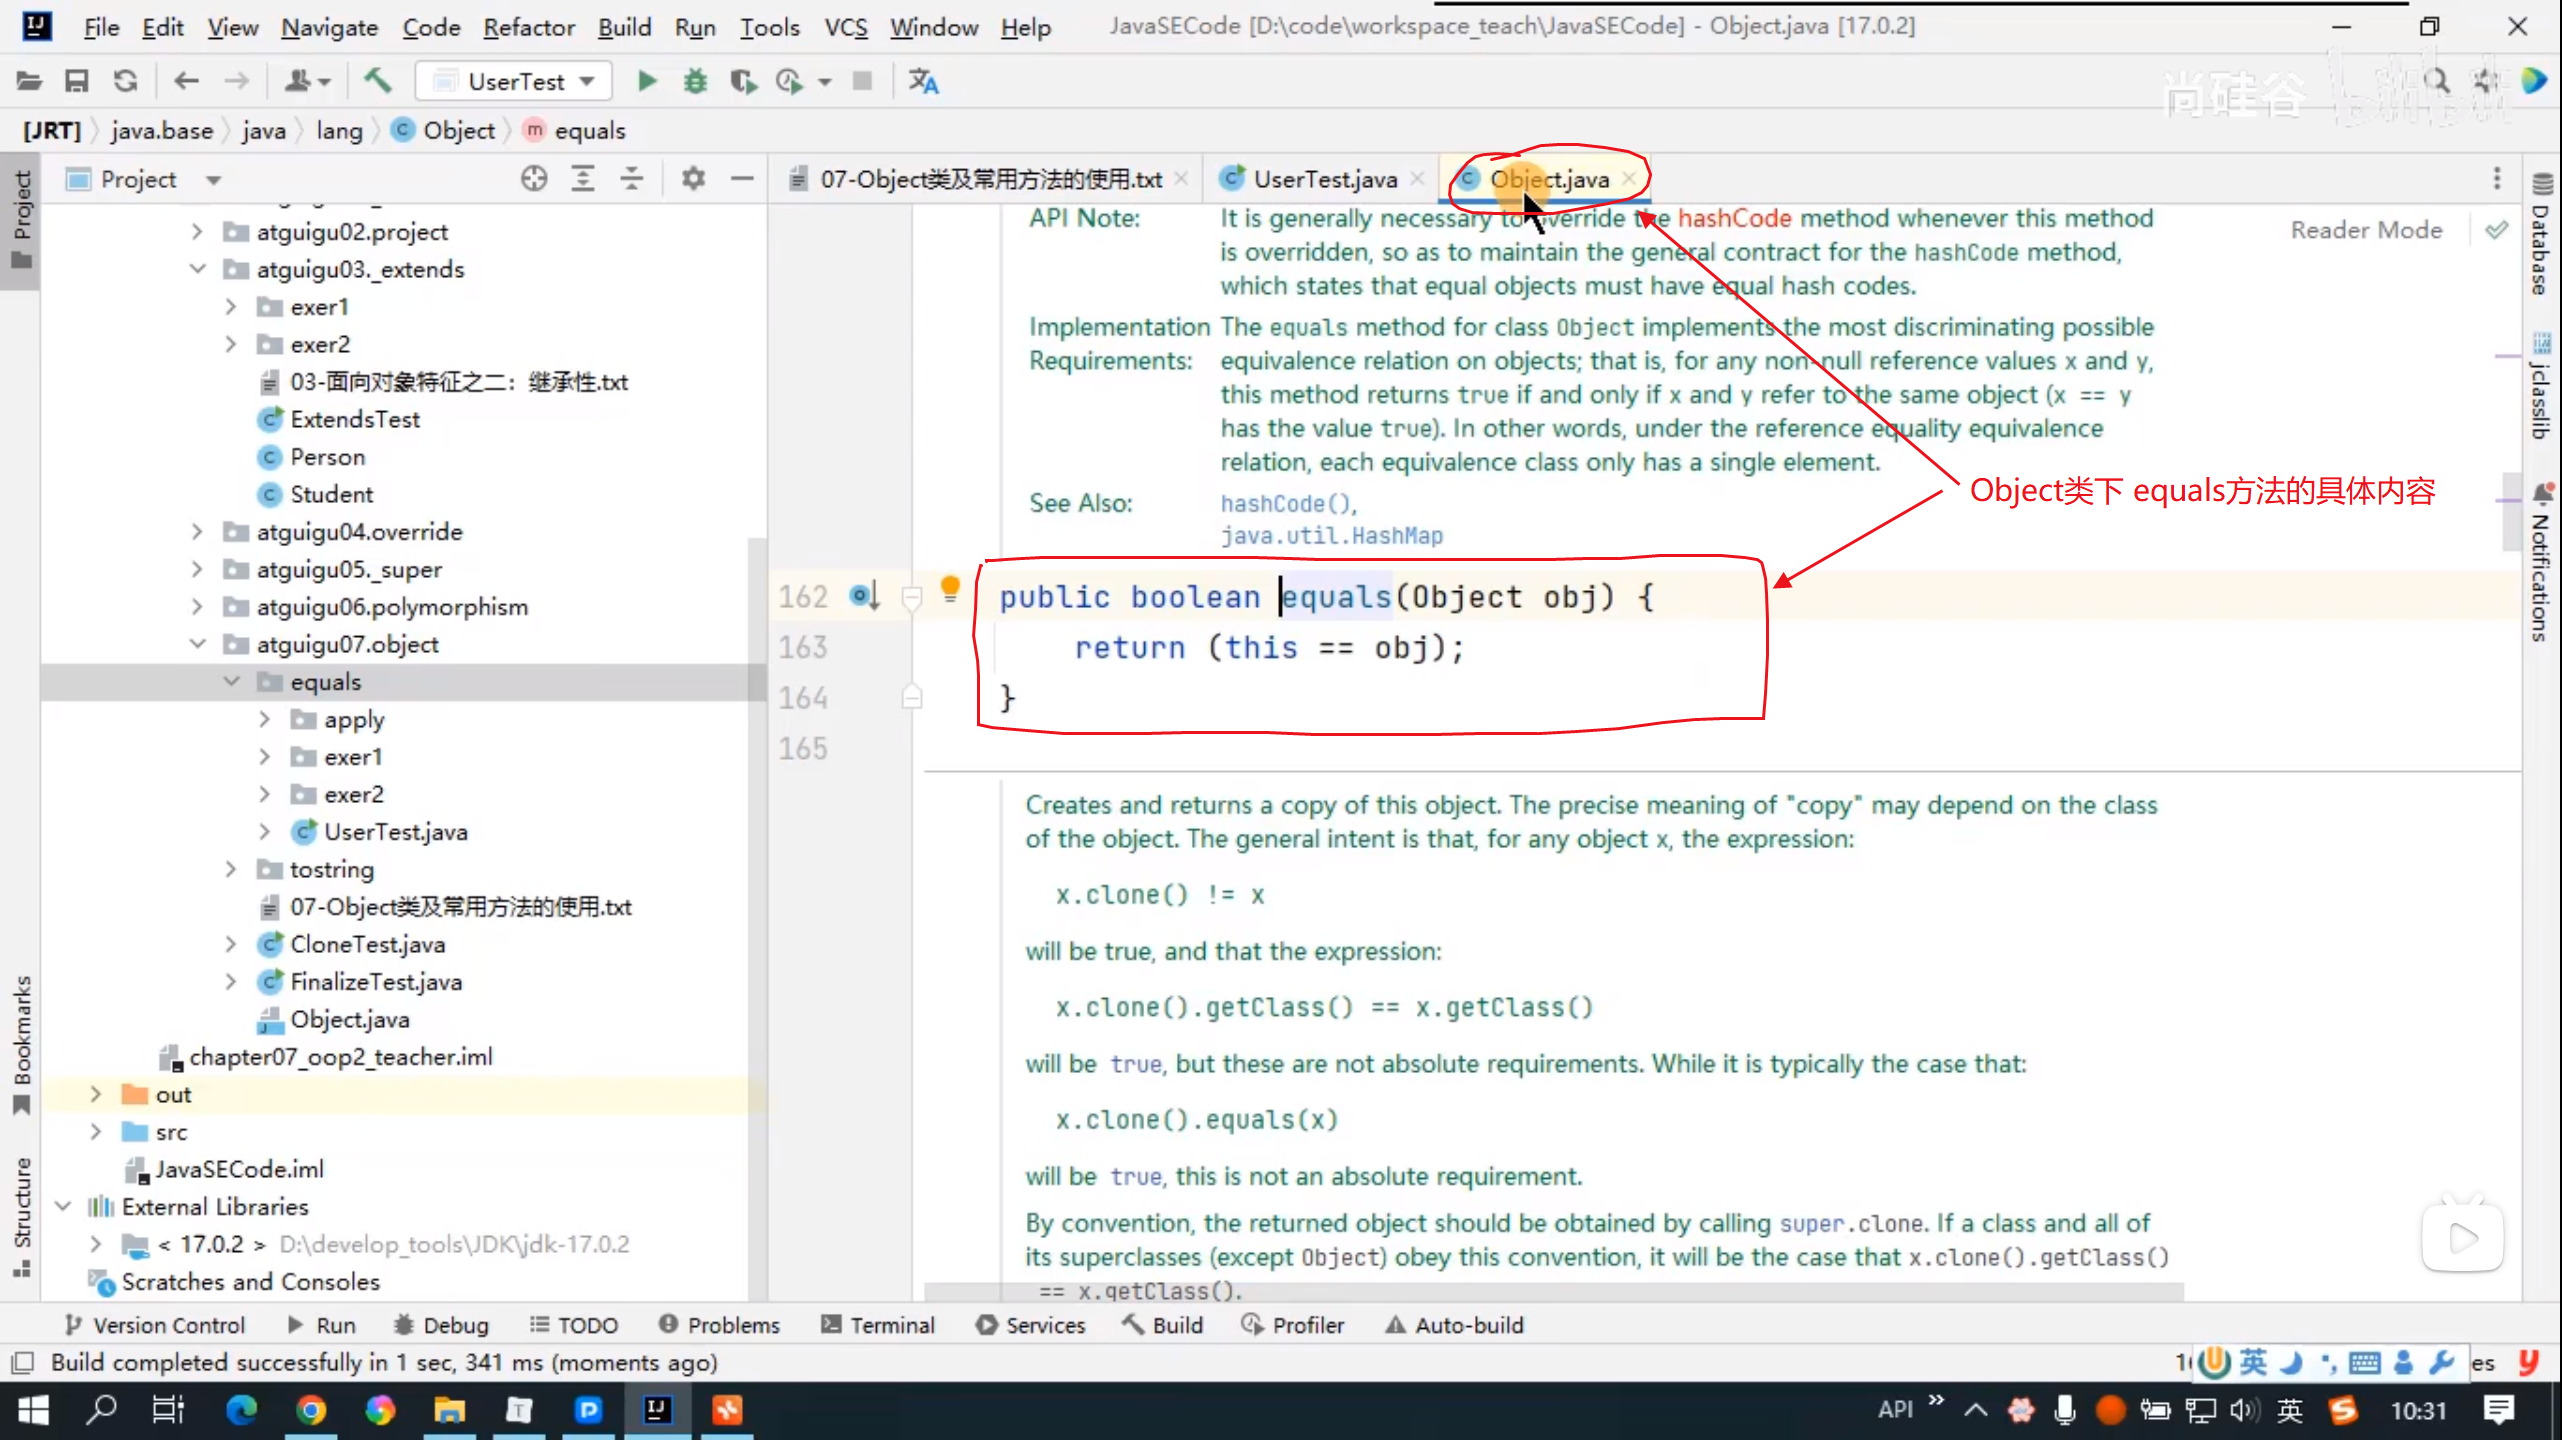 File Edit View Navigate Code Refactor Build Run Tools VCS Window Help JavaSECode [D:\code\workspace_teach\JavaSECode] - Object.java [17.0.2]
UserTest
尚硅谷 bilibili
[JRT] java.base java lang Object equals
Project
07-Object类及常用方法的使用.txt
UserTest.java
Object.java
Project
Bookmarks
Structure
atguigu02.project
atguigu03._extends
exer1
exer2
03-面向对象特征之二：继承性.txt
ExtendsTest
Person
Student
atguigu04.override
atguigu05._super
atguigu06.polymorphism
atguigu07.object
equals
apply
exer1
exer2
UserTest.java
tostring
07-Object类及常用方法的使用.txt
CloneTest.java
FinalizeTest.java
Object.java
chapter07_oop2_teacher.iml
out
src
JavaSECode.iml
External Libraries
< 17.0.2 > D:\develop_tools\JDK\jdk-17.0.2
Scratches and Consoles
Reader Mode
API Note: It is generally necessary to override the hashCode method whenever this method
is overridden, so as to maintain the general contract for the hashCode method,
which states that equal objects must have equal hash codes.
Implementation The equals method for class Object implements the most discriminating possible
Requirements: equivalence relation on objects; that is, for any non-null reference values x and y,
this method returns true if and only if x and y refer to the same object (x == y
has the value true). In other words, under the reference equality equivalence
relation, each equivalence class only has a single element.
See Also: hashCode(),
java.util.HashMap
Object类下 equals方法的具体内容
162 public boolean equals(Object obj) {
163 return (this == obj);
164 }
165
Creates and returns a copy of this object. The precise meaning of "copy" may depend on the class
of the object. The general intent is that, for any object x, the expression:
x.clone() != x
will be true, and that the expression:
x.clone().getClass() == x.getClass()
will be true, but these are not absolute requirements. While it is typically the case that:
x.clone().equals(x)
will be true, this is not an absolute requirement.
By convention, the returned object should be obtained by calling super.clone. If a class and all of
its superclasses (except Object) obey this convention, it will be the case that x.clone().getClass()
== x.getClass().
Database
jclasslib
Notifications
Version Control Run Debug TODO Problems Terminal Services Build Profiler Auto-build
Build completed successfully in 1 sec, 341 ms (moments ago)
英
es
API
英
10:31